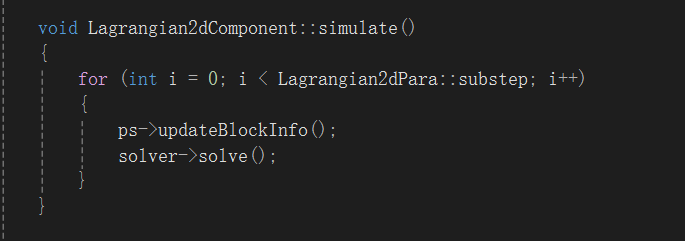 void Lagrangian2dComponent::simulate()
{
for (int i = 0; i < Lagrangian2dPara::substep; i++)
{
ps->updateBlockInfo();
solver->solve();
}
}